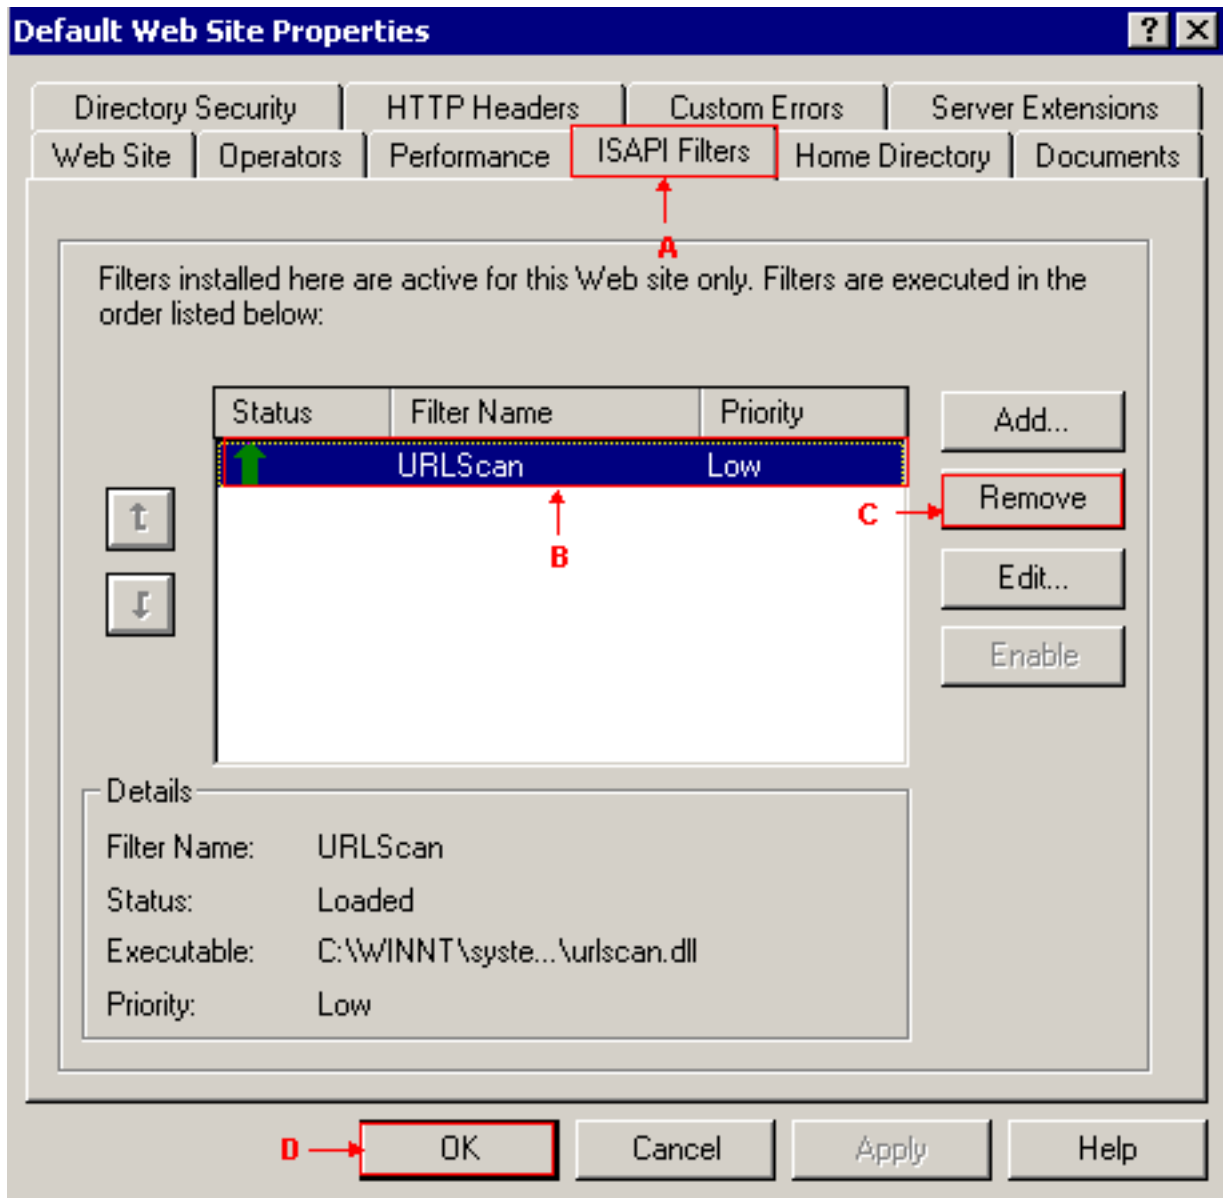 Default Web Site Properties ? X
Directory Security HTTP Headers Custom Errors Server Extensions
Web Site Operators Performance ISAPI Filters Home Directory Documents
A
Filters installed here are active for this Web site only. Filters are executed in the
order listed below:
Status Filter Name Priority
Add...
URLScan Low
C Remove
B
Edit...
Enable
Details
Filter Name: URLScan
Status: Loaded
Executable: C:\WINNT\syste...\urlscan.dll
Priority: Low
D OK Cancel Apply Help